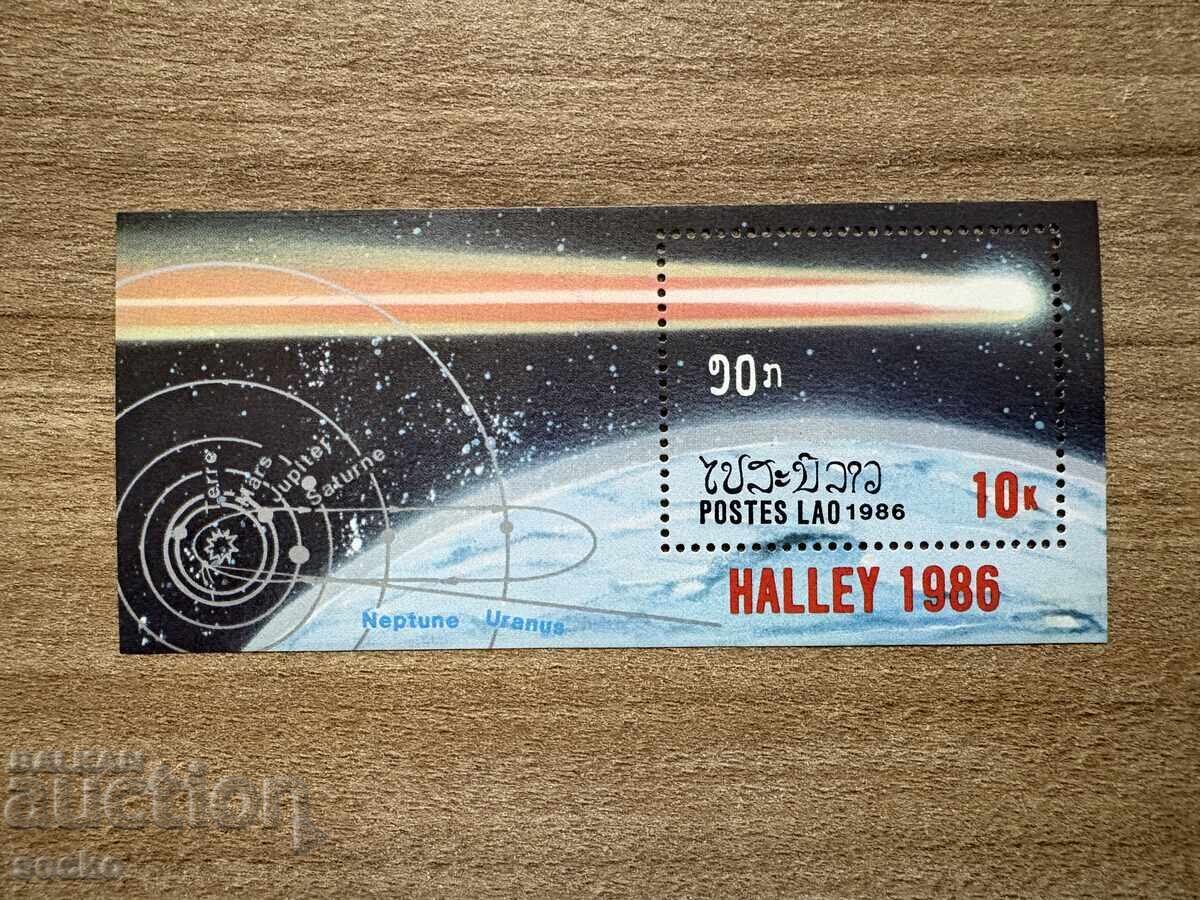 ໑໐ ກ
ໄປສະນີລາວ
POSTES LAO 1986
10K
HALLEY 1986
Terre
Mars
Jupiter
Saturne
Neptune Uranus
BALKAN
auction
socko